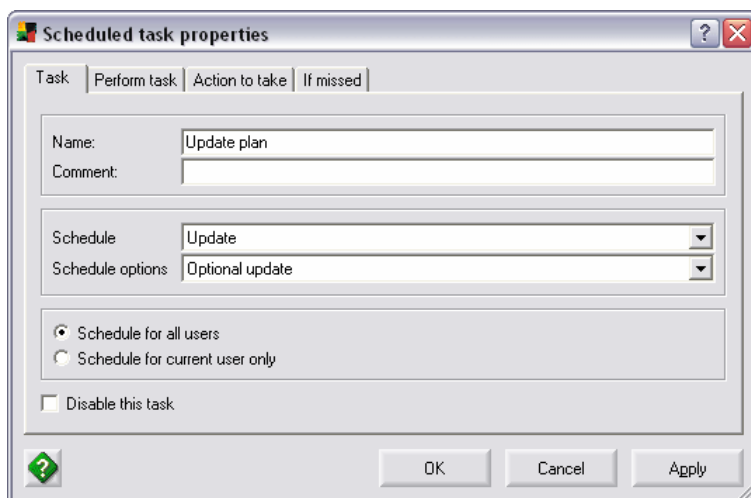 Scheduled task properties
Task Perform task Action to take If missed
Name: Update plan
Comment:
Schedule Update
Schedule options Optional update
Schedule for all users
Schedule for current user only
Disable this task
OK Cancel Apply